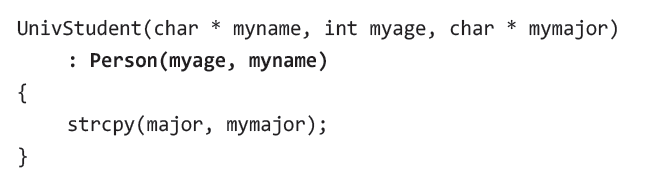 UnivStudent(char * myname, int myage, char * mymajor)
: Person(myage, myname)
{
strcpy(major, mymajor);
}